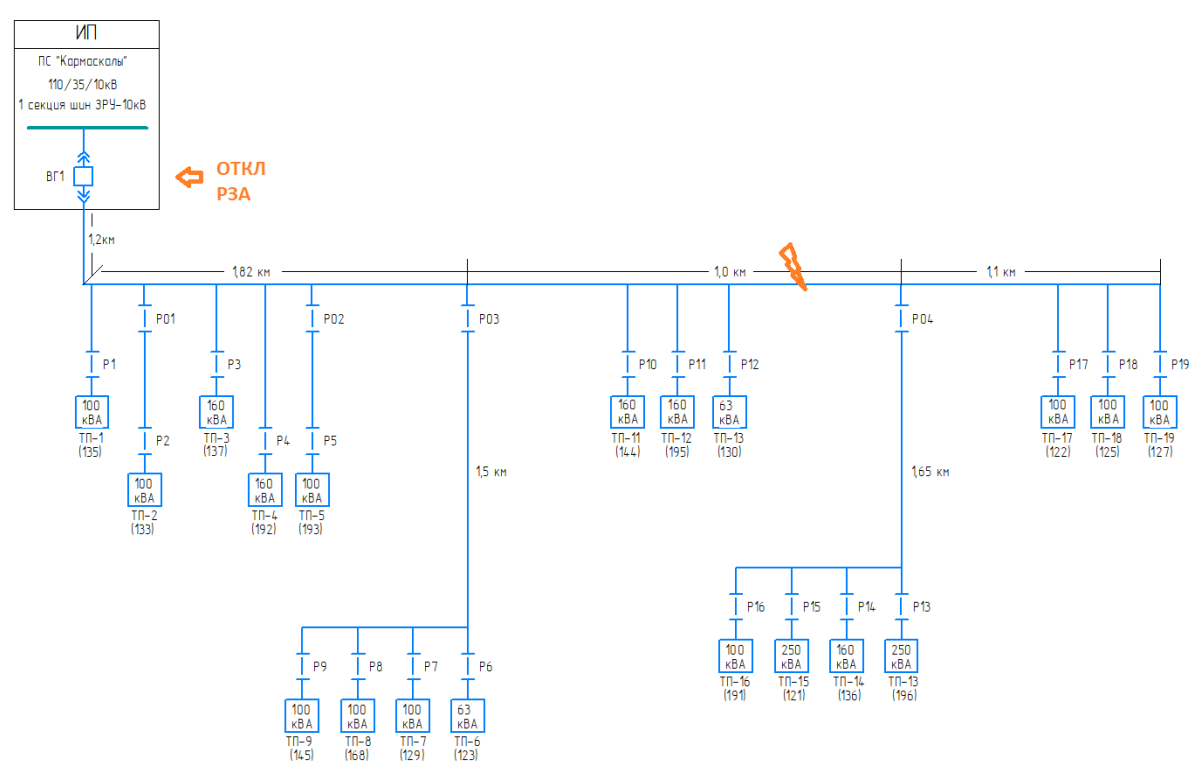 ИП
ПС "Кармаскалы"
110/35/10кВ
1 секция шин ЗРУ-10кВ
ВГ1
ОТКЛ
РЗА
1,2км
1,82 км
1,0 км
1,1 км
Р01
Р02
Р03
Р04
Р1
Р3
Р10
Р11
Р12
Р17
Р18
Р19
100
кВА
ТП-1
(135)
160
кВА
ТП-3
(137)
160
кВА
ТП-11
(144)
160
кВА
ТП-12
(195)
63
кВА
ТП-13
(130)
100
кВА
ТП-17
(122)
100
кВА
ТП-18
(125)
100
кВА
ТП-19
(127)
Р2
Р4
Р5
100
кВА
ТП-2
(133)
160
кВА
ТП-4
(192)
100
кВА
ТП-5
(193)
1,5 км
1,65 км
Р16
Р15
Р14
Р13
100
кВА
ТП-16
(191)
250
кВА
ТП-15
(121)
160
кВА
ТП-14
(136)
250
кВА
ТП-13
(196)
Р9
Р8
Р7
Р6
100
кВА
ТП-9
(145)
100
кВА
ТП-8
(168)
100
кВА
ТП-7
(129)
63
кВА
ТП-6
(123)